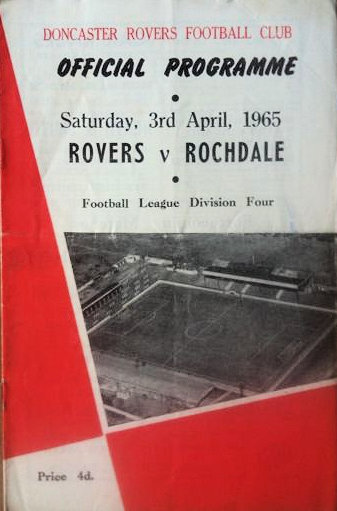 DONCASTER ROVERS FOOTBALL CLUB
OFFICIAL PROGRAMME
Saturday, 3rd April, 1965
ROVERS v ROCHDALE
Football League Division Four
Price 4d.